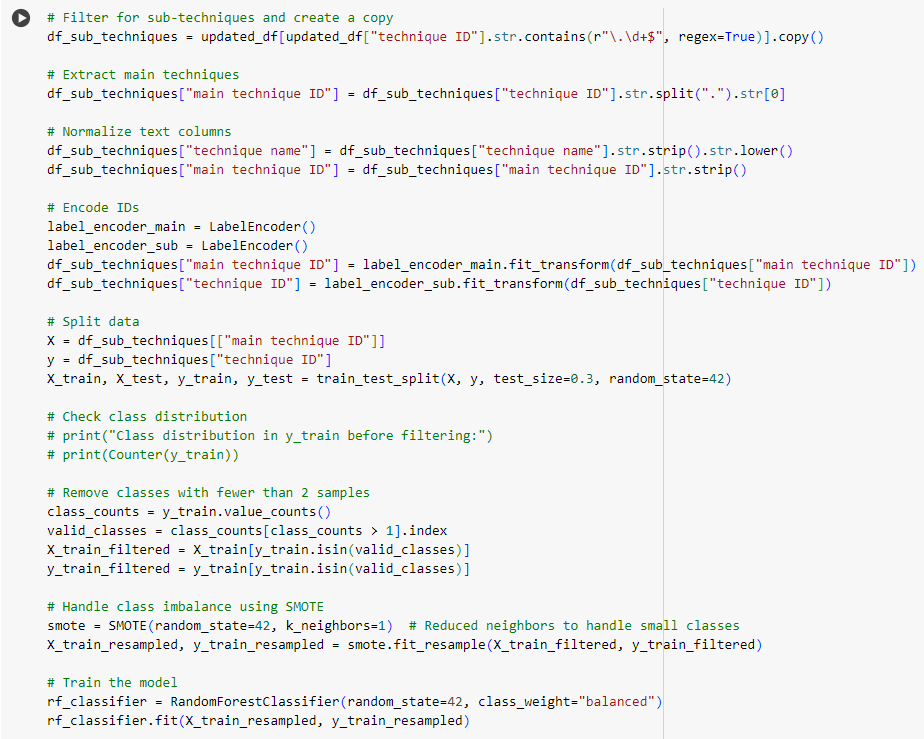 # Filter for sub-techniques and create a copy
df_sub_techniques = updated_df[updated_df["technique ID"].str.contains(r"\.\d+$", regex=True)].copy()
# Extract main techniques
df_sub_techniques["main technique ID"] = df_sub_techniques["technique ID"].str.split(".").str[0]
# Normalize text columns
df_sub_techniques["technique name"] = df_sub_techniques["technique name"].str.strip().str.lower()
df_sub_techniques["main technique ID"] = df_sub_techniques["main technique ID"].str.strip()
# Encode IDs
label_encoder_main = LabelEncoder()
label_encoder_sub = LabelEncoder()
df_sub_techniques["main technique ID"] = label_encoder_main.fit_transform(df_sub_techniques["main technique ID"])
df_sub_techniques["technique ID"] = label_encoder_sub.fit_transform(df_sub_techniques["technique ID"])
# Split data
X = df_sub_techniques[["main technique ID"]]
y = df_sub_techniques["technique ID"]
X_train, X_test, y_train, y_test = train_test_split(X, y, test_size=0.3, random_state=42)
# Check class distribution
# print("Class distribution in y_train before filtering:")
# print(Counter(y_train))
# Remove classes with fewer than 2 samples
class_counts = y_train.value_counts()
valid_classes = class_counts[class_counts > 1].index
X_train_filtered = X_train[y_train.isin(valid_classes)]
y_train_filtered = y_train[y_train.isin(valid_classes)]
# Handle class imbalance using SMOTE
smote = SMOTE(random_state=42, k_neighbors=1)  # Reduced neighbors to handle small classes
X_train_resampled, y_train_resampled = smote.fit_resample(X_train_filtered, y_train_filtered)
# Train the model
rf_classifier = RandomForestClassifier(random_state=42, class_weight="balanced")
rf_classifier.fit(X_train_resampled, y_train_resampled)